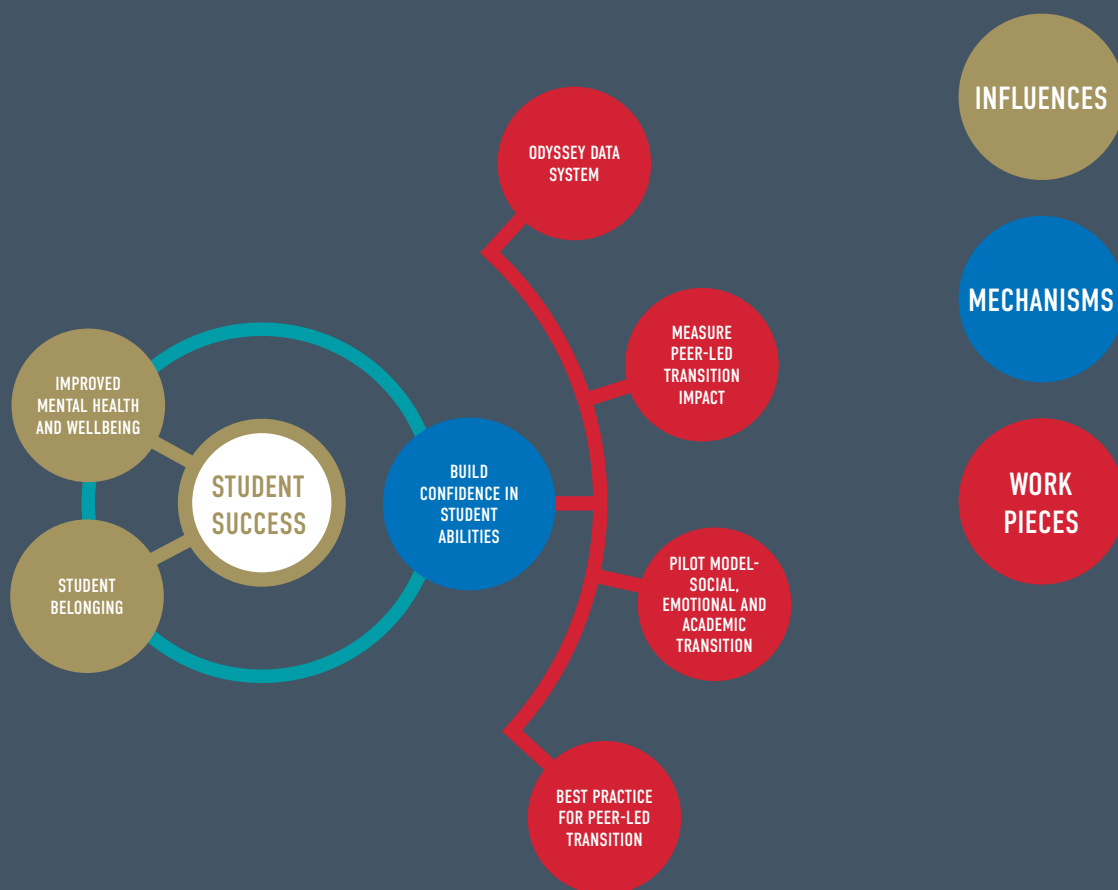 ODYSSEY DATA
SYSTEM
MEASURE
PEER-LED
TRANSITION
IMPACT
IMPROVED
MENTAL HEALTH
AND WELLBEING
STUDENT
SUCCESS
BUILD
CONFIDENCE IN
STUDENT
ABILITIES
STUDENT
BELONGING
PILOT MODEL-
SOCIAL,
EMOTIONAL AND
ACADEMIC
TRANSITION
BEST PRACTICE
FOR PEER-LED
TRANSITION
INFLUENCES
MECHANISMS
WORK
PIECES